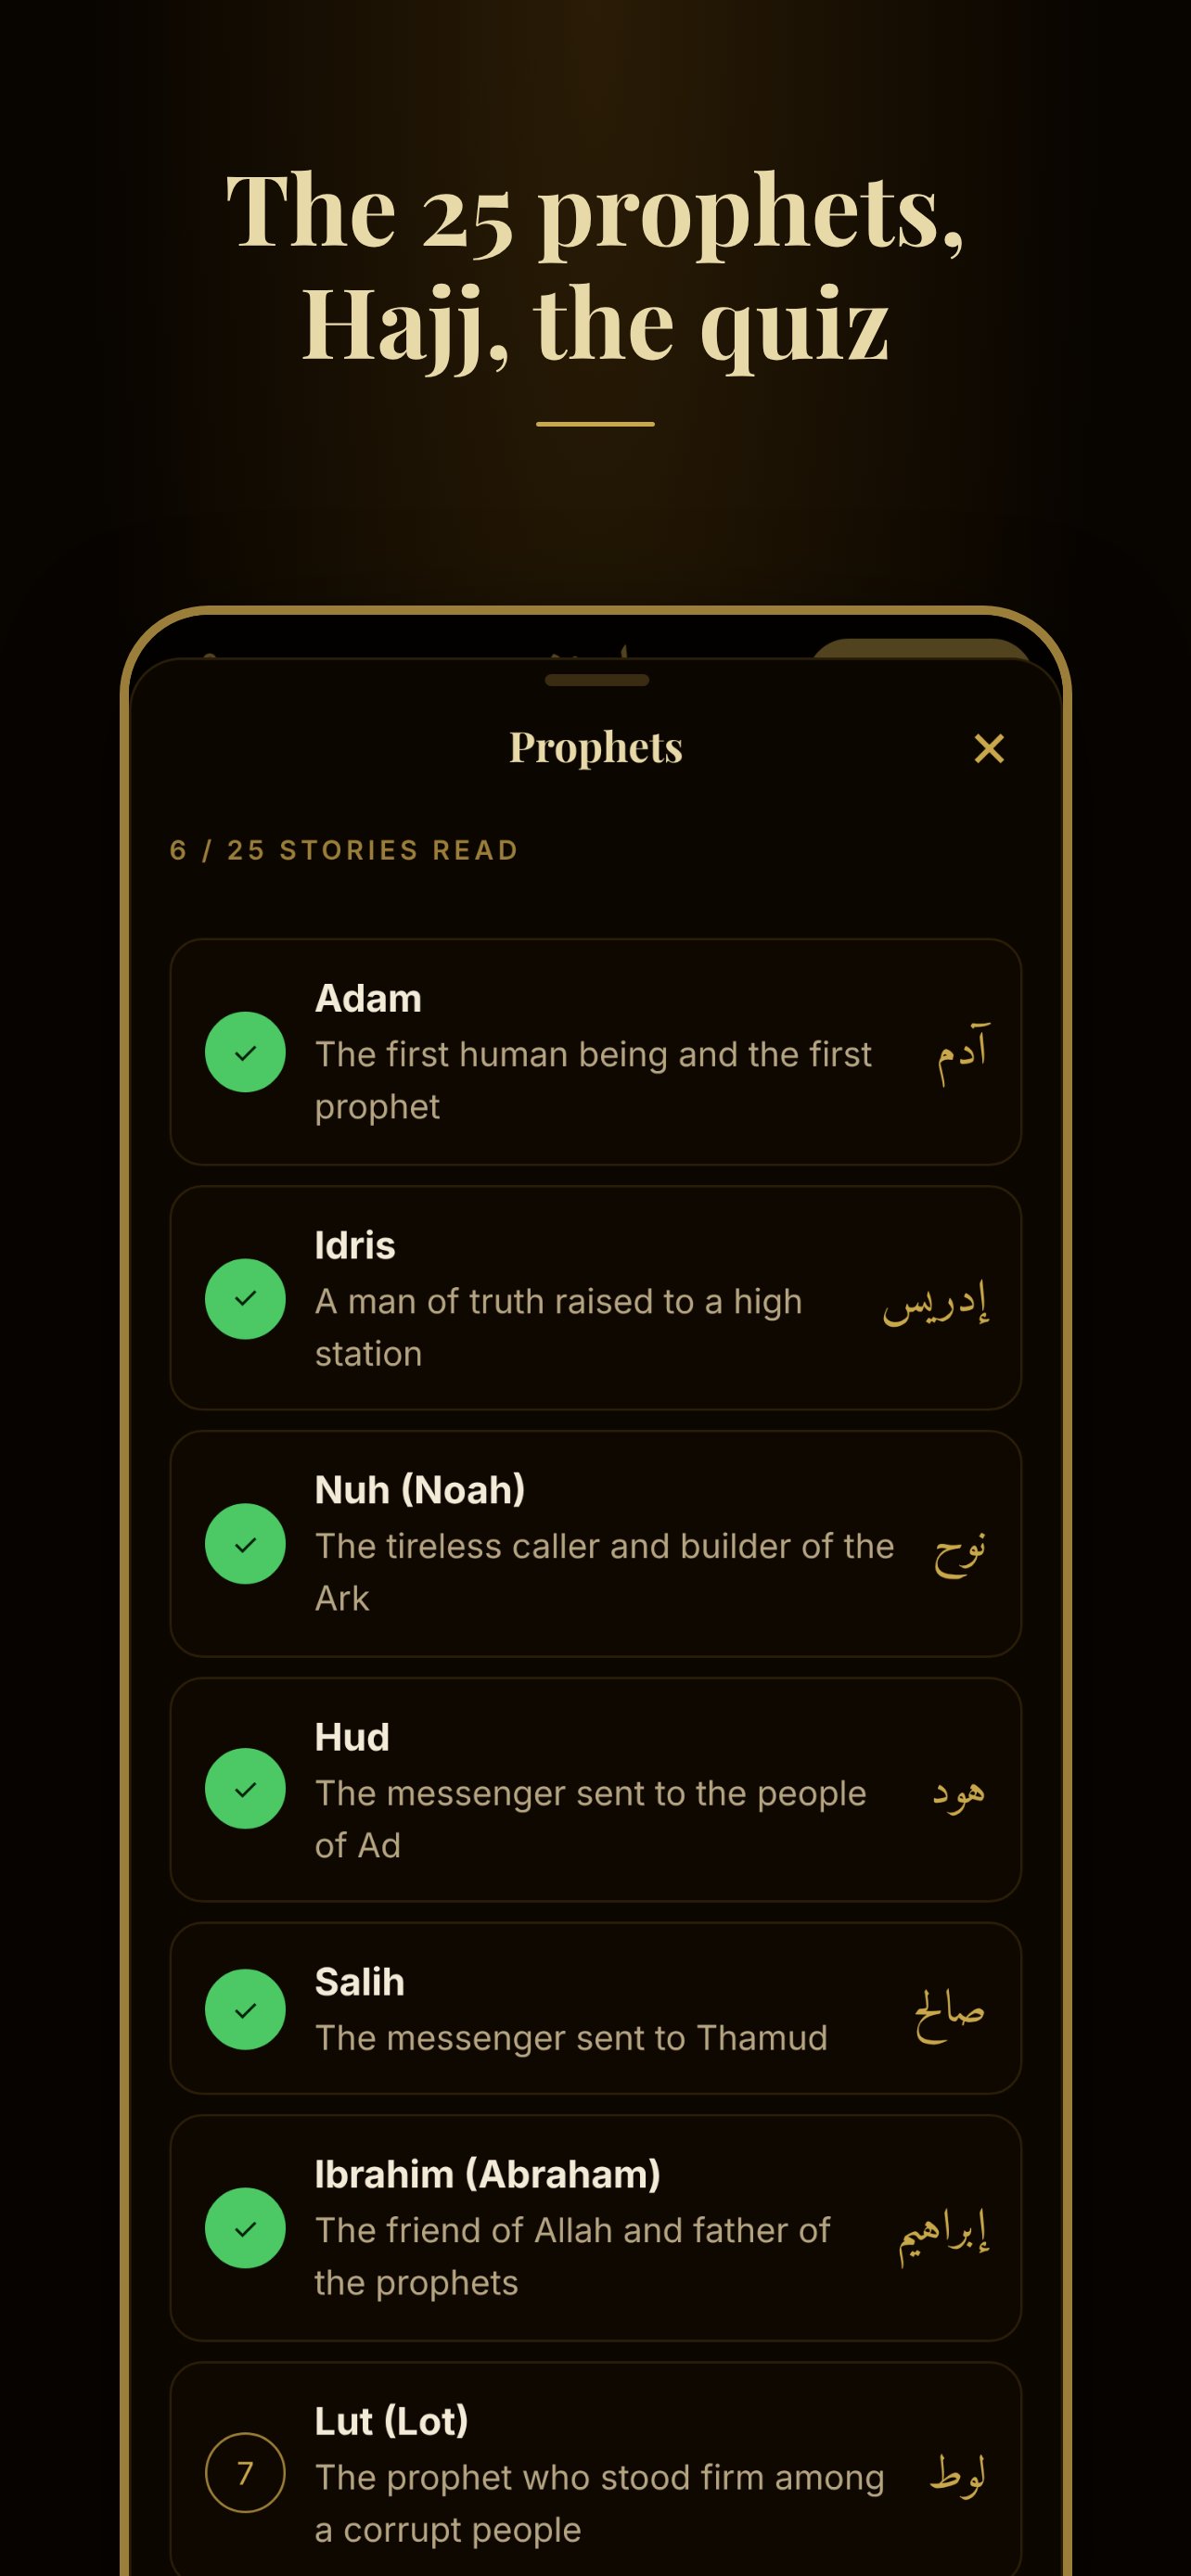 The 25 prophets,
Hajj, the quiz
Prophets
6 / 25 STORIES READ
Adam
The first human being and the first
prophet
آدم
Idris
A man of truth raised to a high
station
إدريس
Nuh (Noah)
The tireless caller and builder of the
Ark
نوح
Hud
The messenger sent to the people
of Ad
هود
Salih
The messenger sent to Thamud
صالح
Ibrahim (Abraham)
The friend of Allah and father of
the prophets
إبراهيم
7
Lut (Lot)
The prophet who stood firm among
a corrupt people
لوط